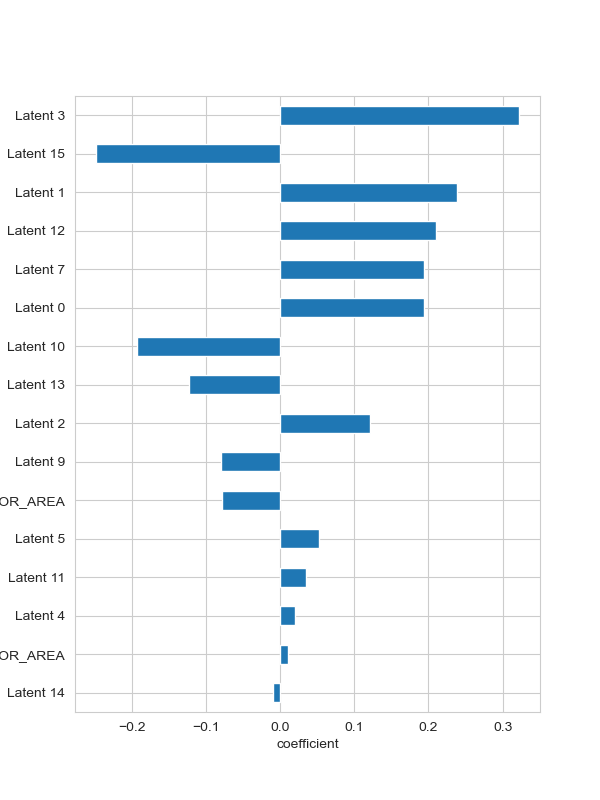 Latent 3
Latent 15
Latent 1
Latent 12
Latent 7
Latent 0
Latent 10
Latent 13
Latent 2
Latent 9
OR_AREA
Latent 5
Latent 11
Latent 4
OR_AREA
Latent 14
−0.2 −0.1 0.0 0.1 0.2 0.3
coefficient